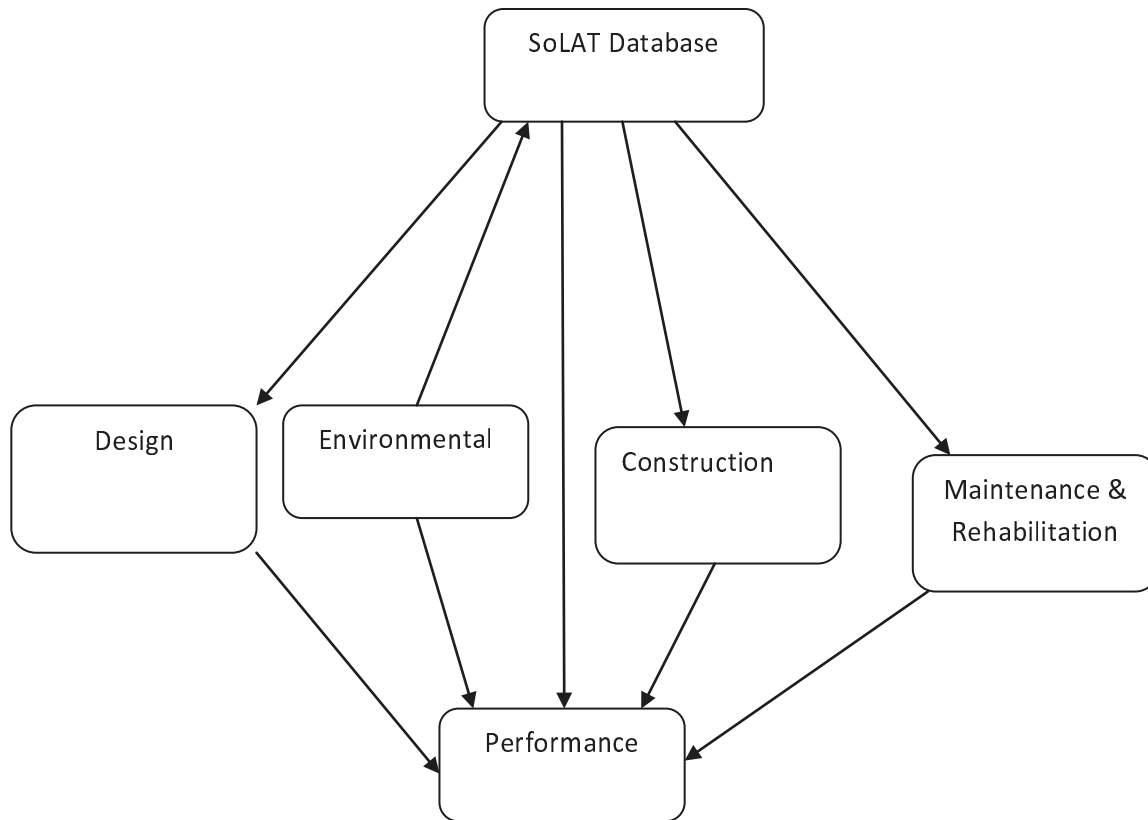 SoLAT Database
Design
Environmental
Construction
Maintenance &
Rehabilitation
Performance